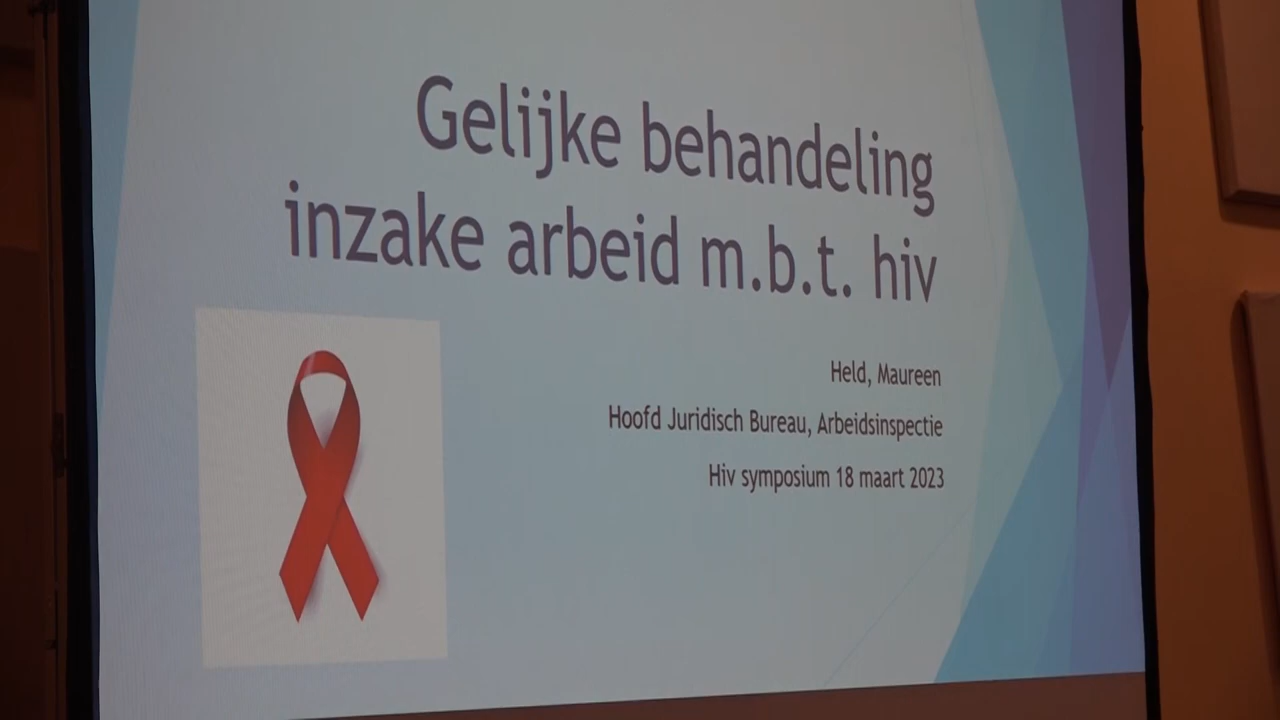 Gelijke behandeling
inzake arbeid m.b.t. hiv
Held, Maureen
Hoofd Juridisch Bureau, Arbeidsinspectie
Hiv symposium 18 maart 2023